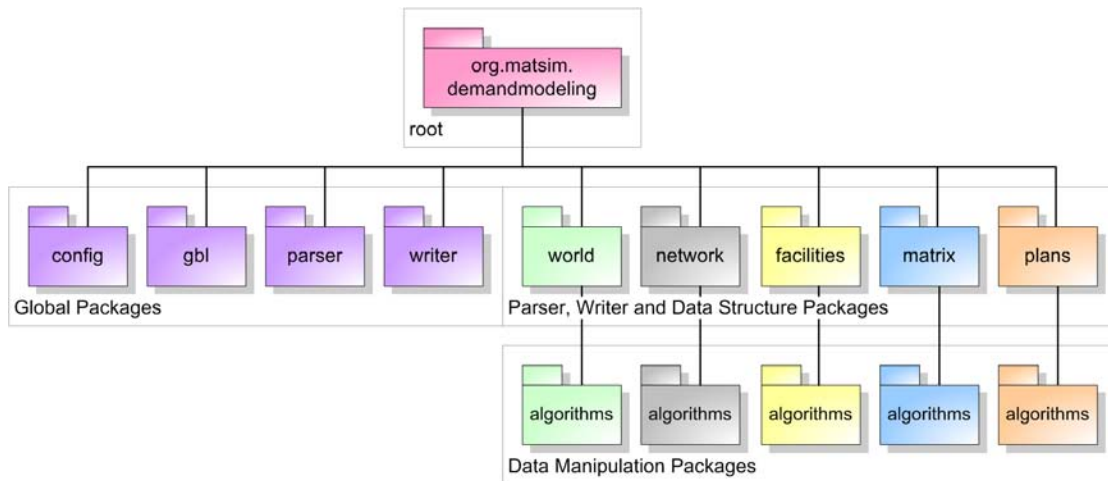 org.matsim.
demandmodeling
root
config
gbl
parser
writer
world
network
facilities
matrix
plans
Global Packages
Parser, Writer and Data Structure Packages
algorithms
algorithms
algorithms
algorithms
algorithms
Data Manipulation Packages